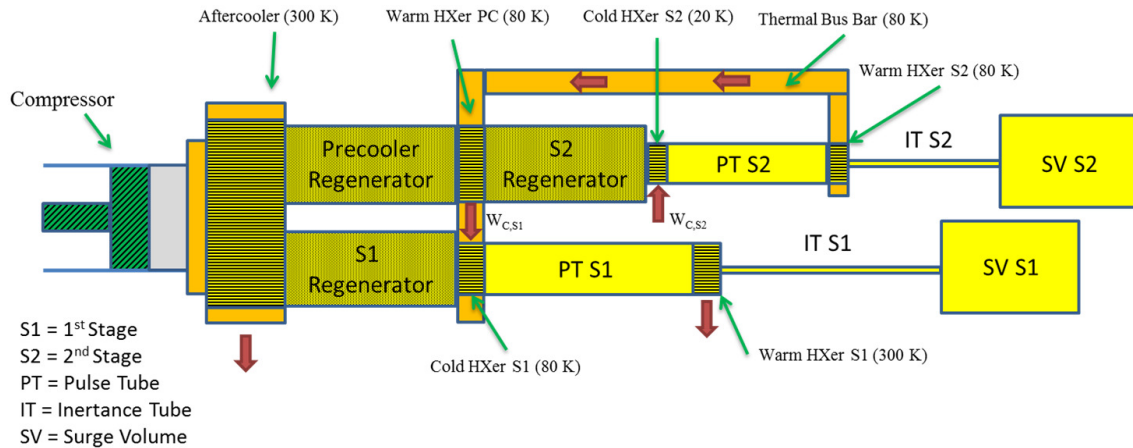 Aftercooler (300 K)
Warm HXer PC (80 K)
Cold HXer S2 (20 K)
Thermal Bus Bar (80 K)
Warm HXer S2 (80 K)
Compressor
Precooler
Regenerator
S2
Regenerator
PT S2
IT S2
SV S2
W_C,S1
W_C,S2
S1
Regenerator
PT S1
IT S1
SV S1
Cold HXer S1 (80 K)
Warm HXer S1 (300 K)
S1 = 1st Stage
S2 = 2nd Stage
PT = Pulse Tube
IT = Inertance Tube
SV = Surge Volume